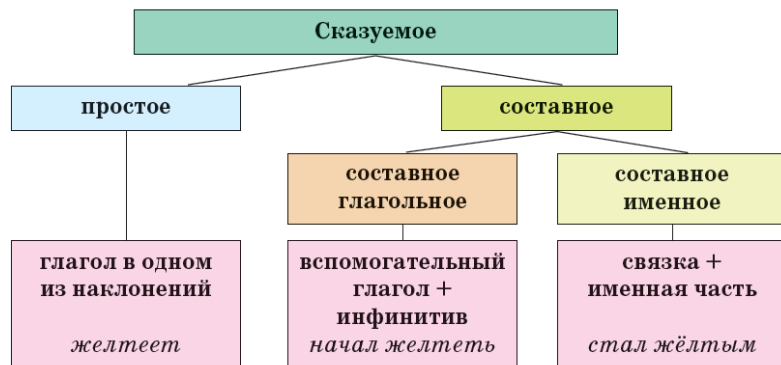 Сказуемое
простое
составное
составное
глагольное
составное
именное
глагол в одном
из наклонений
желтеет
вспомогательный
глагол +
инфинитив
начал желтеть
связка +
именная часть
стал жёлтым